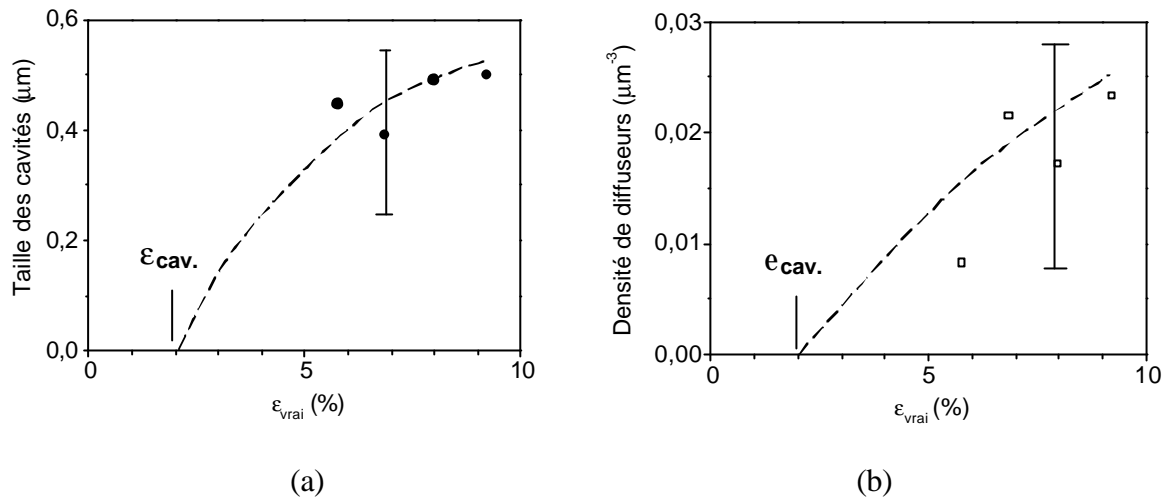 0,6
0,4
0,2
0,0
0
5
10
Taille des cavités (µm)
εcav.
εvrai (%)
(a)
0,03
0,02
0,01
0,00
0
5
10
Densité de diffuseurs (µm-3)
ecav.
εvrai (%)
(b)